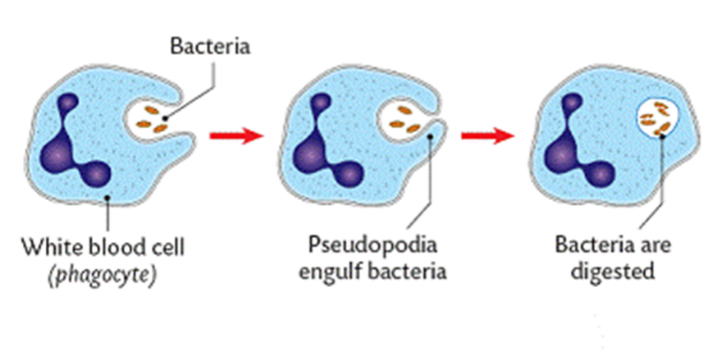 Bacteria
White blood cell
(phagocyte)
Pseudopodia
engulf bacteria
Bacteria are
digested